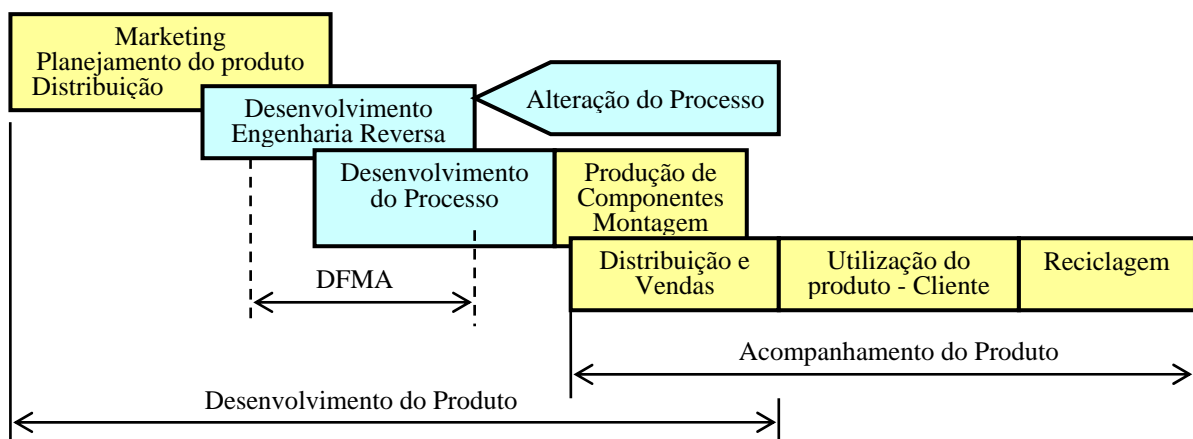 Marketing
Planejamento do produto
Distribuição
Desenvolvimento
Engenharia Reversa
Alteração do Processo
Desenvolvimento
do Processo
Produção de
Componentes
Montagem
Distribuição e
Vendas
Utilização do
produto - Cliente
Reciclagem
DFMA
Acompanhamento do Produto
Desenvolvimento do Produto